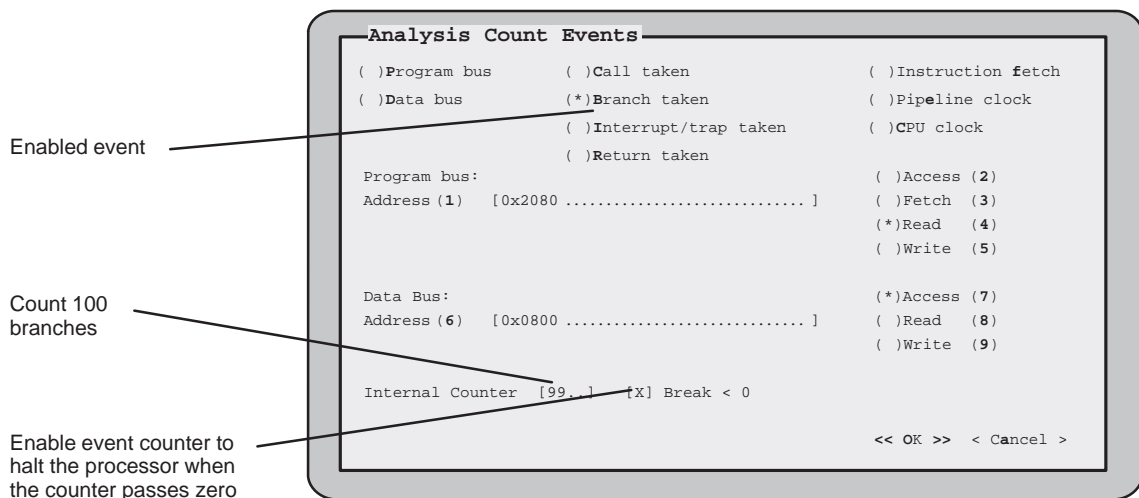 Analysis Count Events
( )Program bus ( )Call taken ( )Instruction fetch
( )Data bus (*)Branch taken ( )Pipeline clock
( )Interrupt/trap taken ( )CPU clock
( )Return taken
Enabled event
Program bus: ( )Access (2)
Address (1) [0x2080 .............................. ] ( )Fetch (3)
(*)Read (4)
( )Write (5)
Data Bus: (*)Access (7)
Address (6) [0x0800 .............................. ] ( )Read (8)
( )Write (9)
Count 100
branches
Internal Counter [99..] [X] Break < 0
Enable event counter to
halt the processor when
the counter passes zero
<< OK >> < Cancel >